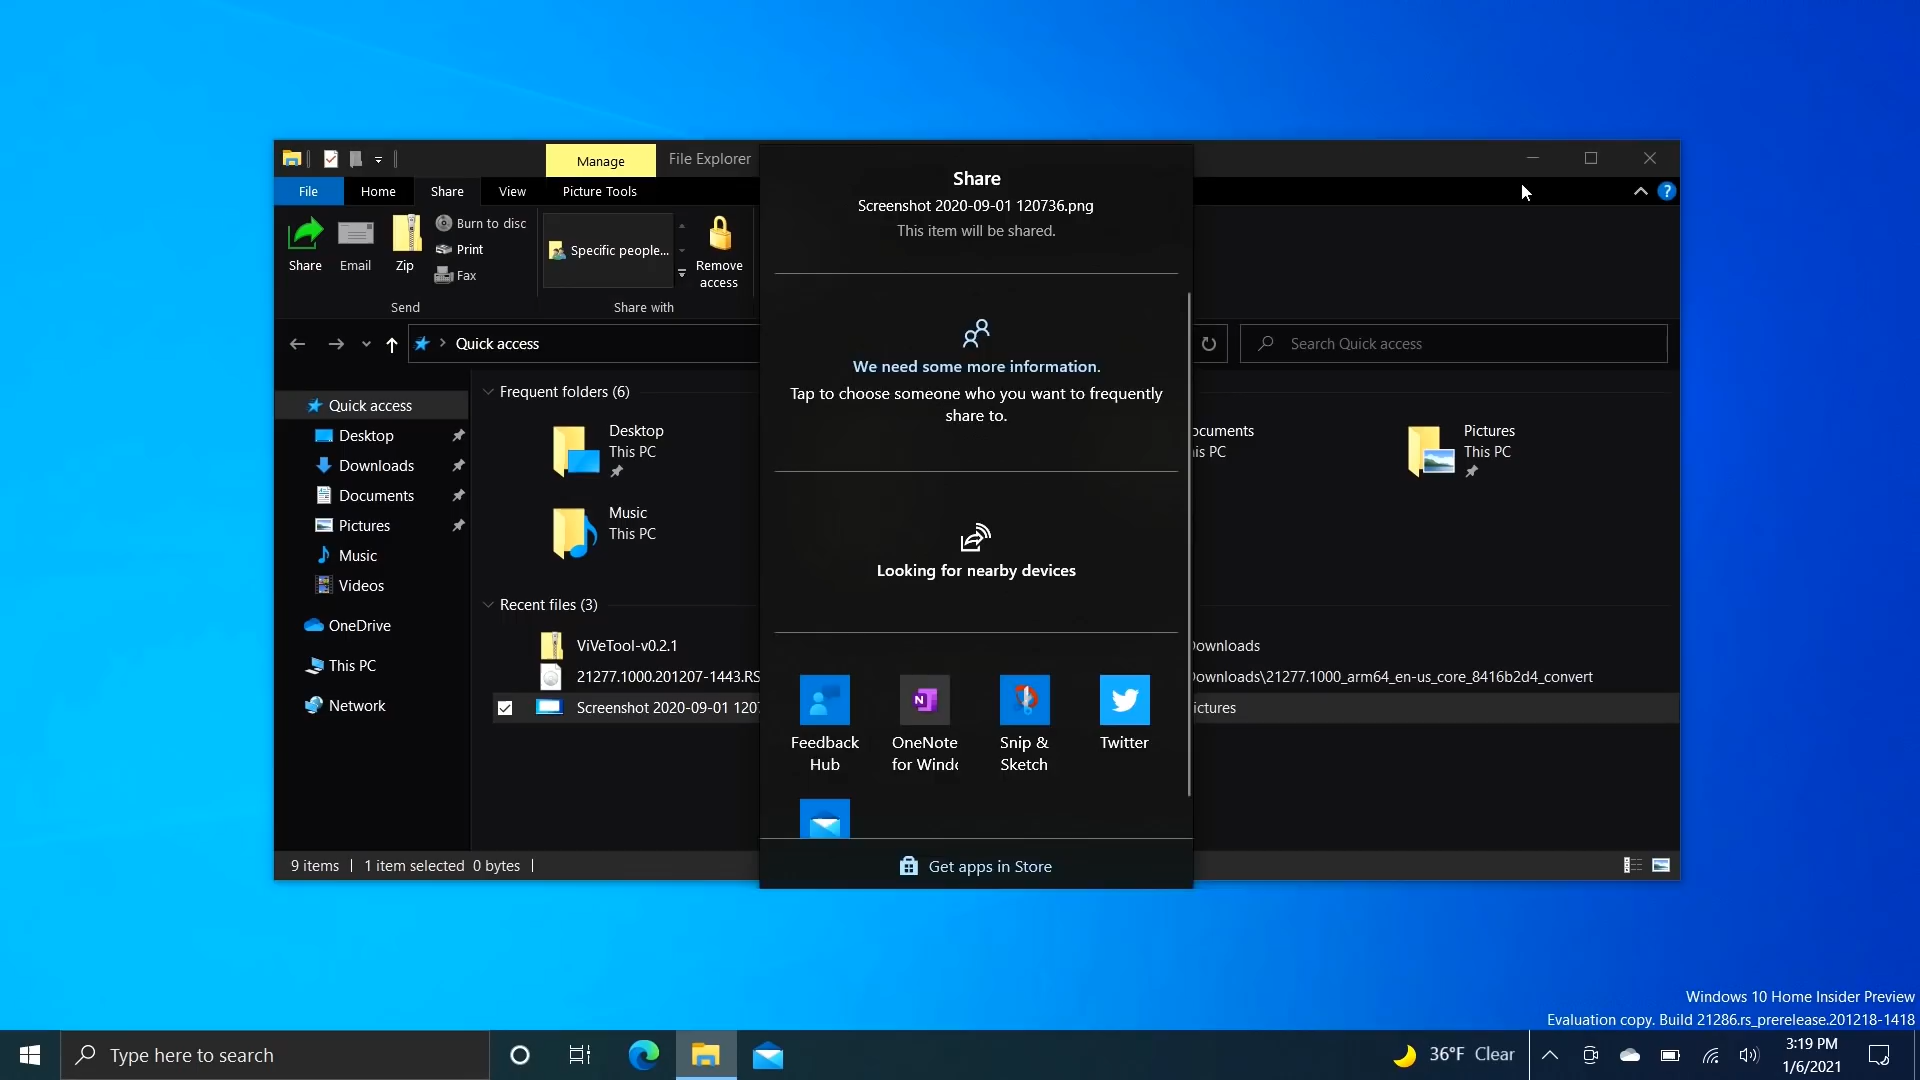 Manage
File Explorer
File
Home
Share
View
Picture Tools
?
Share
Email
Zip
Burn to disc
Print
Fax
Send
Specific people...
Remove
access
Share with
Quick access
Search Quick access
Quick access
Desktop
Downloads
Documents
Pictures
Music
Videos
OneDrive
This PC
Network
Frequent folders (6)
Desktop
This PC
ocuments
is PC
Pictures
This PC
Music
This PC
Recent files (3)
ViVeTool-v0.2.1
Downloads
21277.1000.201207-1443.RS
Downloads\21277.1000_arm64_en-us_core_8416b2d4_convert
Screenshot 2020-09-01 1207
ictures
9 items
1 item selected 0 bytes
Share
Screenshot 2020-09-01 120736.png
This item will be shared.
We need some more information.
Tap to choose someone who you want to frequently
share to.
Looking for nearby devices
Feedback
Hub
N
OneNote
for Windo
Snip &
Sketch
Twitter
Get apps in Store
Windows 10 Home Insider Preview
Evaluation copy. Build 21286.rs_prerelease.201218-1418
Type here to search
36°F Clear
3:19 PM
1/6/2021